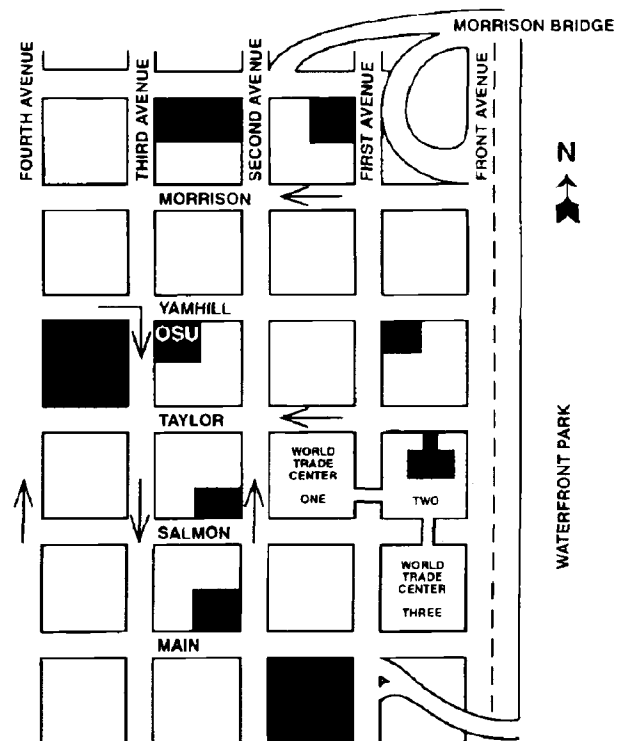 MORRISON BRIDGE
FOURTH AVENUE
THIRD AVENUE
SECOND AVENUE
FIRST AVENUE
FRONT AVENUE
N
MORRISON
YAMHILL
OSU
TAYLOR
WORLD
TRADE
CENTER
ONE
TWO
WATERFRONT PARK
SALMON
WORLD
TRADE
CENTER
THREE
MAIN